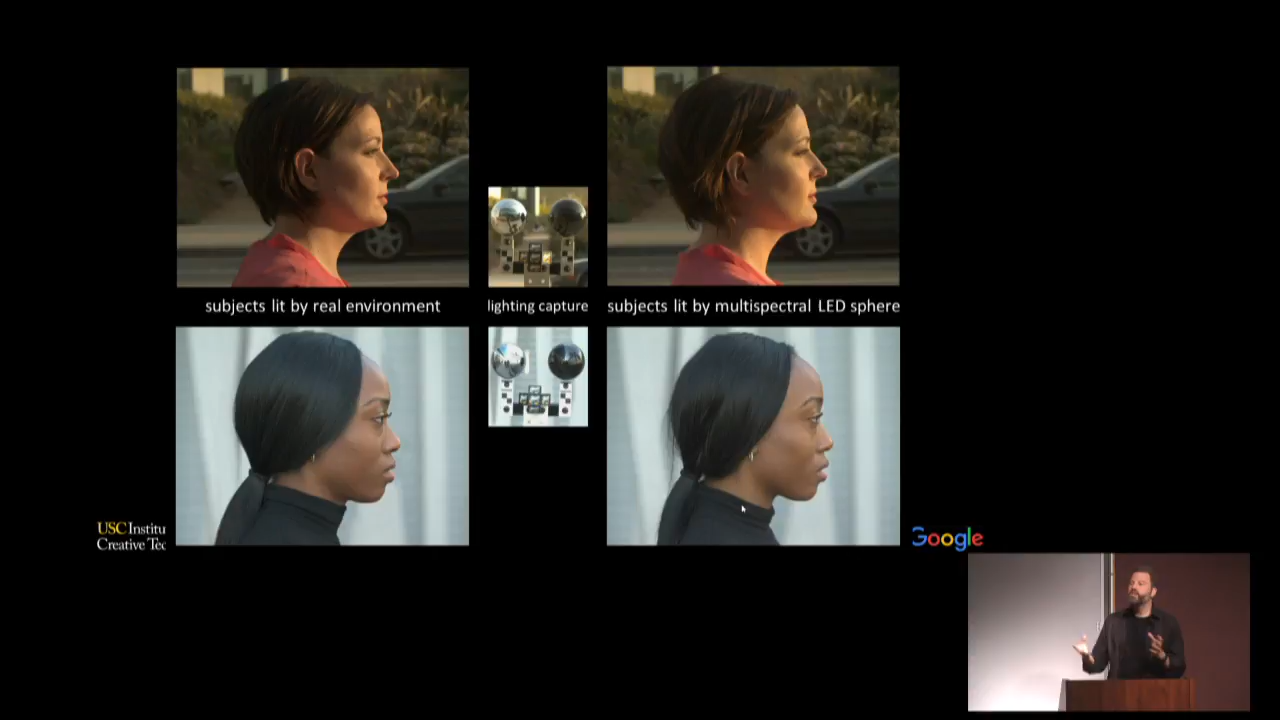 subjects lit by real environment
lighting capture
subjects lit by multispectral LED sphere
USC Institu
Creative Tec
Google